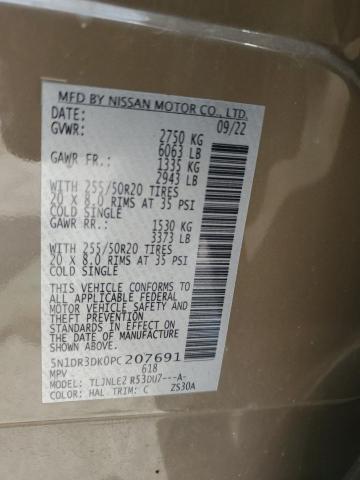 MFD BY NISSAN MOTOR CO., LTD.
DATE: 09/22
GVWR: 2750 KG
6063 LB
GAWR FR.: 1335 KG
2943 LB
WITH 255/50R20 TIRES
20 X 8.0 RIMS AT 35 PSI
COLD SINGLE
GAWR RR.: 1530 KG
3373 LB
WITH 255/50R20 TIRES
20 X 8.0 RIMS AT 35 PSI
COLD SINGLE
THIS VEHICLE CONFORMS TO
ALL APPLICABLE FEDERAL
MOTOR VEHICLE SAFETY AND
THEFT PREVENTION
STANDARDS IN EFFECT ON
THE DATE OF MANUFACTURE
SHOWN ABOVE.
5N1DR3DK0PC207691
MPV 618
MODEL: TLJNLE2 R53DU7---A-
COLOR: HAL TRIM: C ZS30A